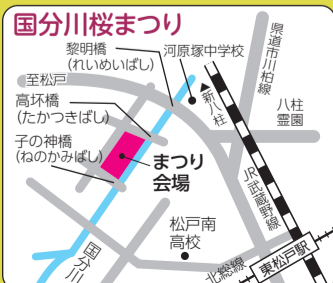 国分川桜まつり
黎明橋
(れいめいばし)
河原塚中学校
県道市川柏線
至松戸
▲新八柱
八柱
霊園
高坏橋
(たかつきばし)
子の神橋
(ねのかみばし)
まつり
会場
JR武蔵野線
松戸南
高校
国分川
北総線
東松戸駅